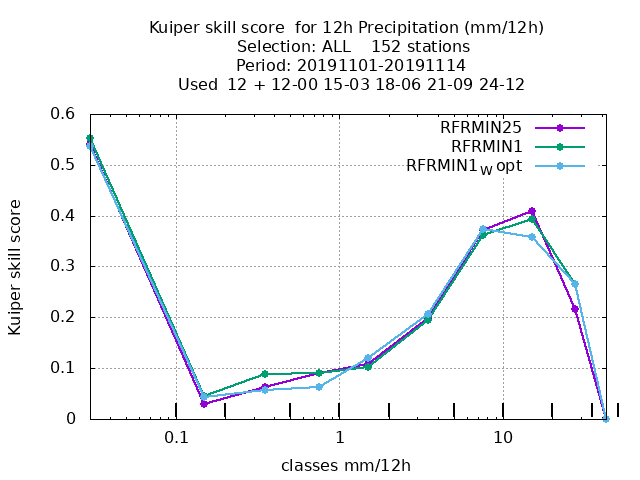 Kuiper skill score  for 12h Precipitation (mm/12h)
Selection: ALL    152 stations
Period: 20191101-20191114
Used  12 + 12-00 15-03 18-06 21-09 24-12
RFRMIN25
RFRMIN1
RFRMIN1W opt
0.6
0.5
0.4
0.3
0.2
0.1
0
Kuiper skill score
0.1 1 10
classes mm/12h